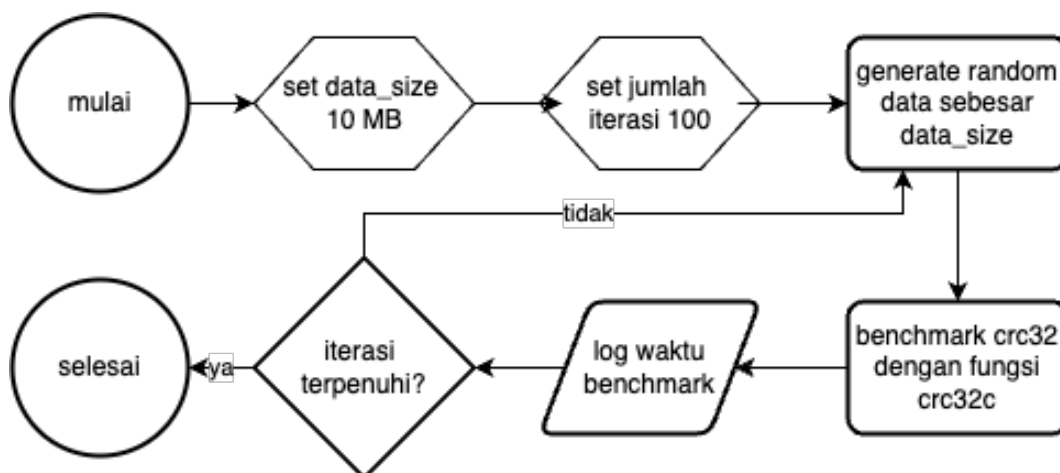 mulai
set data_size
10 MB
set jumlah
iterasi 100
generate random
data sebesar
data_size
tidak
selesai
ya
iterasi
terpenuhi?
log waktu
benchmark
benchmark crc32
dengan fungsi
crc32c